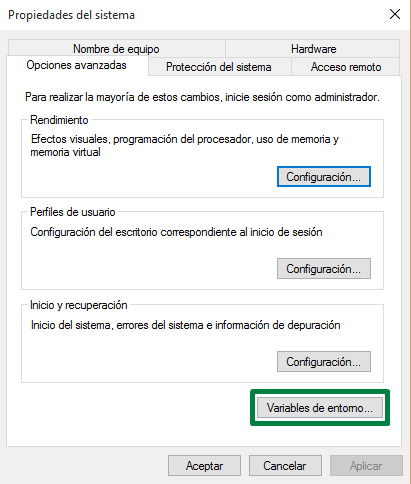 Propiedades del sistema
Nombre de equipo
Hardware
Opciones avanzadas
Protección del sistema
Acceso remoto
Para realizar la mayoría de estos cambios, inicie sesión como administrador.
Rendimiento
Efectos visuales, programación del procesador, uso de memoria y
memoria virtual
Configuración...
Perfiles de usuario
Configuración del escritorio correspondiente al inicio de sesión
Configuración...
Inicio y recuperación
Inicio del sistema, errores del sistema e información de depuración
Configuración...
Variables de entorno...
Aceptar
Cancelar
Aplicar